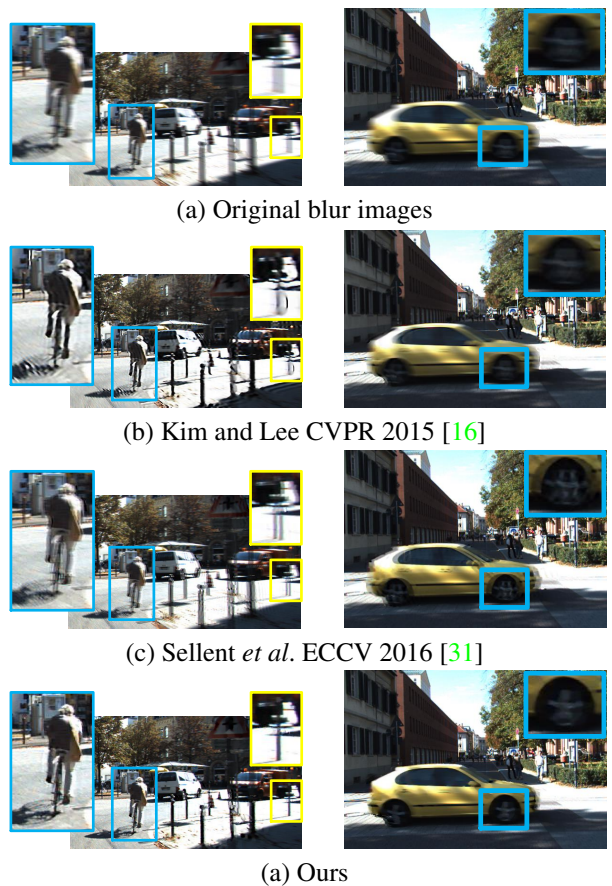 (a) Original blur images
(b) Kim and Lee CVPR 2015 [16]
(c) Sellent et al. ECCV 2016 [31]
(a) Ours